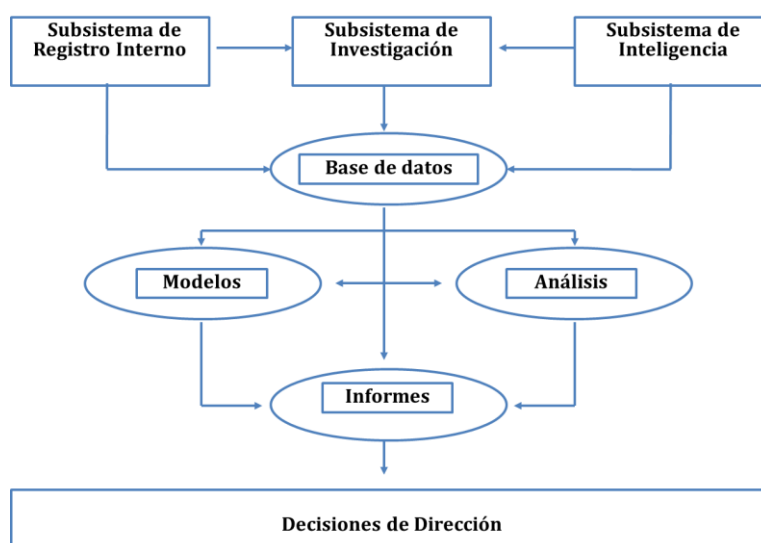 Subsistema de
Registro Interno
Subsistema de
Investigación
Subsistema de
Inteligencia
Base de datos
Modelos
Análisis
Informes
Decisiones de Dirección